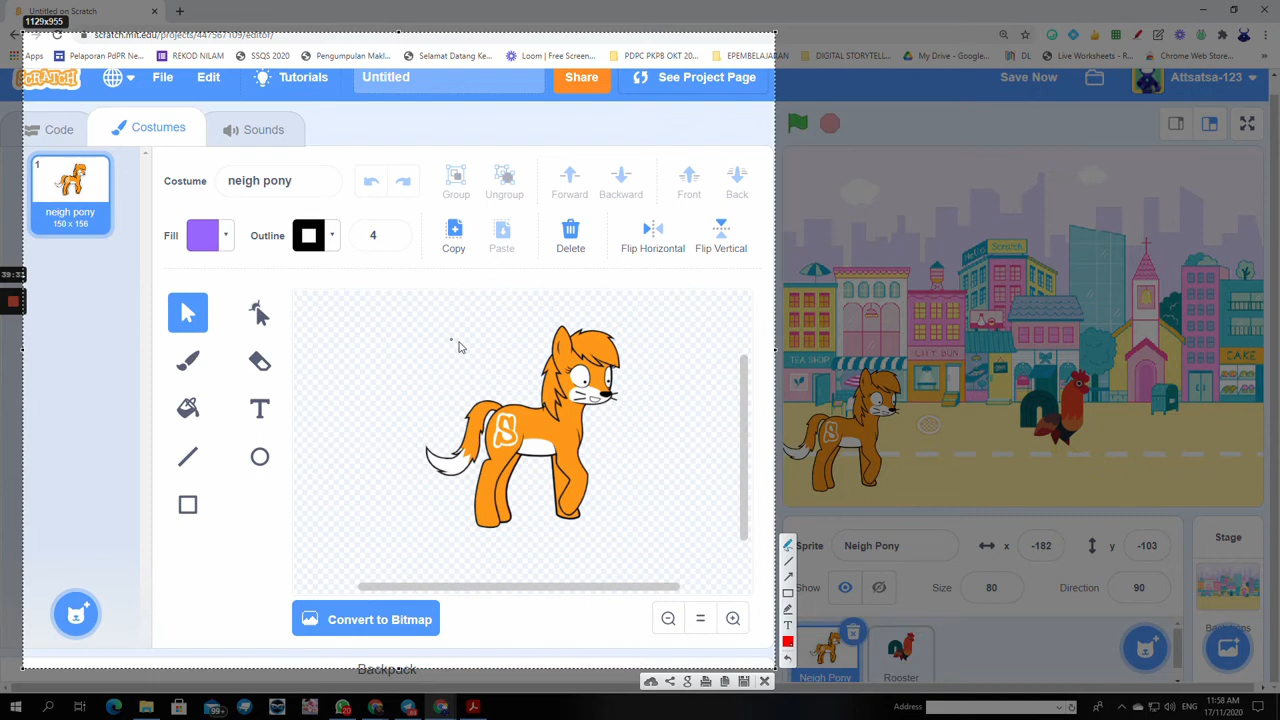 Untitled on Scratch
1129x955
scratch.mit.edu/projects/447567109/editor/
Apps
Pelaporan PdPR Ne...
REKOD NILAM
SSQS 2020
Pengumpulan Makl...
Selamat Datang Ke...
Loom | Free Screen...
PDPC PKPB OKT 20...
EPEMBELAJARAN
DIGITAL STORYTELL...
My Drive - Google...
DL
Live Worksheets - R...
Chrome Web Store...
SCRATCH
File
Edit
Tutorials
Untitled
Share
See Project Page
Save Now
Attsatsa-123
Code
Costumes
Sounds
1
neigh pony
150 x 156
Costume
neigh pony
Group
Ungroup
Forward
Backward
Front
Back
Fill
Outline
4
Copy
Paste
Delete
Flip Horizontal
Flip Vertical
39:31
S
Hello
Scratch
TEA SHOP
CITY BUN
CAKE
S
Convert to Bitmap
Backpack
Sprite
Neigh Pony
x
-182
y
-103
Show
Size
80
Direction
90
Stage
Neigh Pony
Rooster
T
99+
20
Address
ENG
11:58 AM
17/11/2020